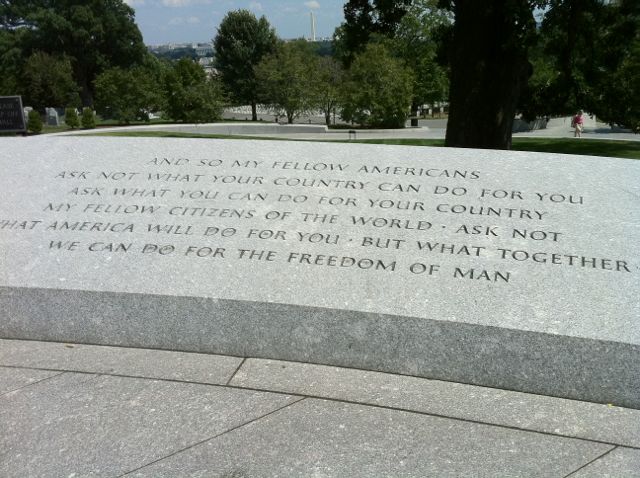 AND SO MY FELLOW AMERICANS
ASK NOT WHAT YOUR COUNTRY CAN DO FOR YOU
ASK WHAT YOU CAN DO FOR YOUR COUNTRY
MY FELLOW CITIZENS OF THE WORLD · ASK NOT
WHAT AMERICA WILL DO FOR YOU · BUT WHAT TOGETHER
WE CAN DO FOR THE FREEDOM OF MAN